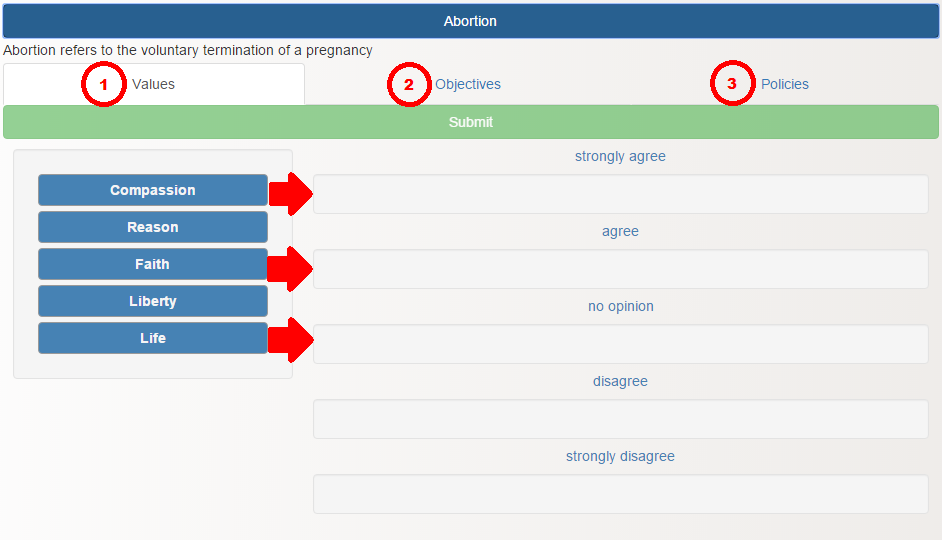 Abortion
Abortion refers to the voluntary termination of a pregnancy
1 Values 2 Objectives 3 Policies
Submit
strongly agree
Compassion
Reason
agree
Faith
Liberty
no opinion
Life
disagree
strongly disagree